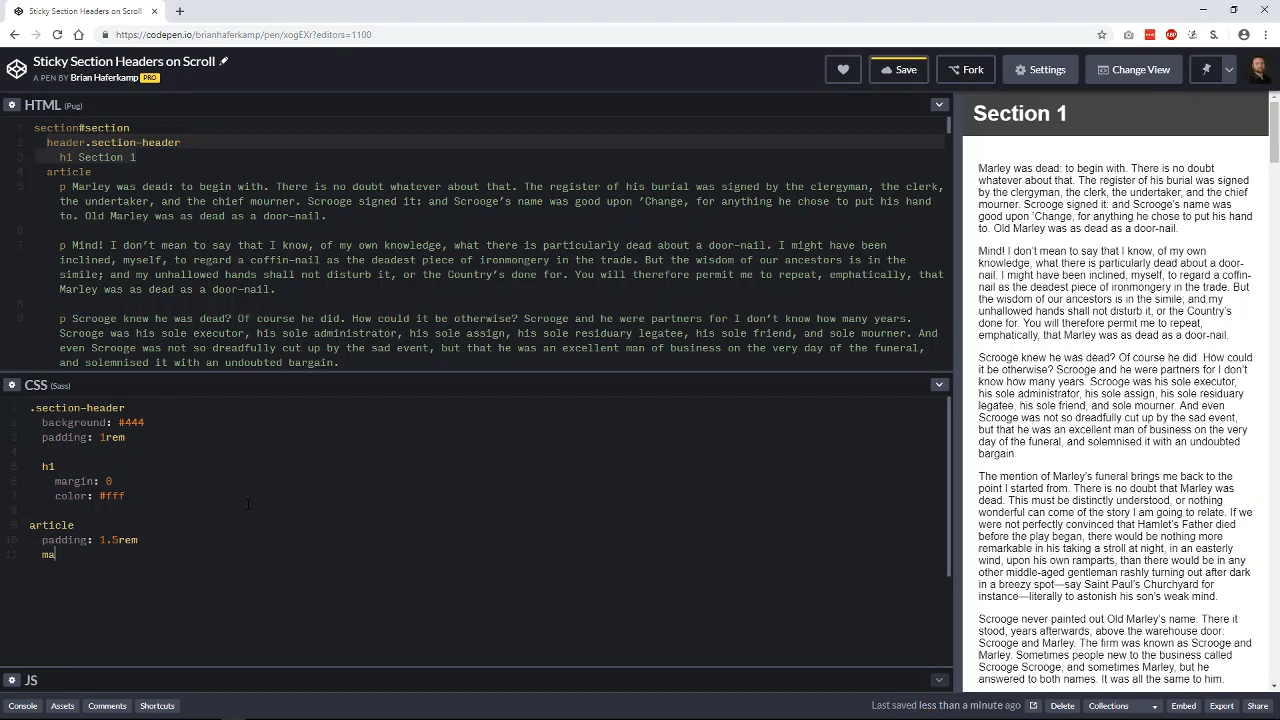 Sticky Section Headers on Scroll
https://codepen.io/brianhaferkamp/pen/xogEXr?editors=1100
Sticky Section Headers on Scroll
A PEN BY Brian Haferkamp PRO
Save
Fork
Settings
Change View
HTML (Pug)
1 section#section
2 header.section-header
3 h1 Section 1
4 article
5 p Marley was dead: to begin with. There is no doubt whatever about that. The register of his burial was signed by the clergyman, the clerk,
the undertaker, and the chief mourner. Scrooge signed it: and Scrooge's name was good upon 'Change, for anything he chose to put his hand
to. Old Marley was as dead as a door-nail.
6
7 p Mind! I don't mean to say that I know, of my own knowledge, what there is particularly dead about a door-nail. I might have been
inclined, myself, to regard a coffin-nail as the deadest piece of ironmongery in the trade. But the wisdom of our ancestors is in the
simile; and my unhallowed hands shall not disturb it, or the Country's done for. You will therefore permit me to repeat, emphatically, that
Marley was as dead as a door-nail.
8
9 p Scrooge knew he was dead? Of course he did. How could it be otherwise? Scrooge and he were partners for I don't know how many years.
Scrooge was his sole executor, his sole administrator, his sole assign, his sole residuary legatee, his sole friend, and sole mourner. And
even Scrooge was not so dreadfully cut up by the sad event, but that he was an excellent man of business on the very day of the funeral,
and solemnised it with an undoubted bargain.
CSS (Sass)
1 .section-header
2 background: #444
3 padding: 1rem
4
5 h1
6 margin: 0
7 color: #fff
8
9 article
10 padding: 1.5rem
11 ma
JS
Section 1
Marley was dead: to begin with. There is no doubt
whatever about that. The register of his burial was signed
by the clergyman, the clerk, the undertaker, and the chief
mourner. Scrooge signed it: and Scrooge's name was
good upon 'Change, for anything he chose to put his hand
to. Old Marley was as dead as a door-nail.
Mind! I don't mean to say that I know, of my own
knowledge, what there is particularly dead about a door-
nail. I might have been inclined, myself, to regard a coffin-
nail as the deadest piece of ironmongery in the trade. But
the wisdom of our ancestors is in the simile; and my
unhallowed hands shall not disturb it, or the Country's
done for. You will therefore permit me to repeat,
emphatically, that Marley was as dead as a door-nail.
Scrooge knew he was dead? Of course he did. How could
it be otherwise? Scrooge and he were partners for I don't
know how many years. Scrooge was his sole executor,
his sole administrator, his sole assign, his sole residuary
legatee, his sole friend, and sole mourner. And even
Scrooge was not so dreadfully cut up by the sad event,
but that he was an excellent man of business on the very
day of the funeral, and solemnised it with an undoubted
bargain.
The mention of Marley's funeral brings me back to the
point I started from. There is no doubt that Marley was
dead. This must be distinctly understood, or nothing
wonderful can come of the story I am going to relate. If we
were not perfectly convinced that Hamlet's Father died
before the play began, there would be nothing more
remarkable in his taking a stroll at night, in an easterly
wind, upon his own ramparts, than there would be in any
other middle-aged gentleman rashly turning out after dark
in a breezy spot—say Saint Paul's Churchyard for
instance—literally to astonish his son's weak mind.
Scrooge never painted out Old Marley's name. There it
stood, years afterwards, above the warehouse door:
Scrooge and Marley. The firm was known as Scrooge and
Marley. Sometimes people new to the business called
Scrooge Scrooge, and sometimes Marley, but he
answered to both names. It was all the same to him.
Console
Assets
Comments
Shortcuts
Last saved less than a minute ago
Delete
Collections
Embed
Export
Share